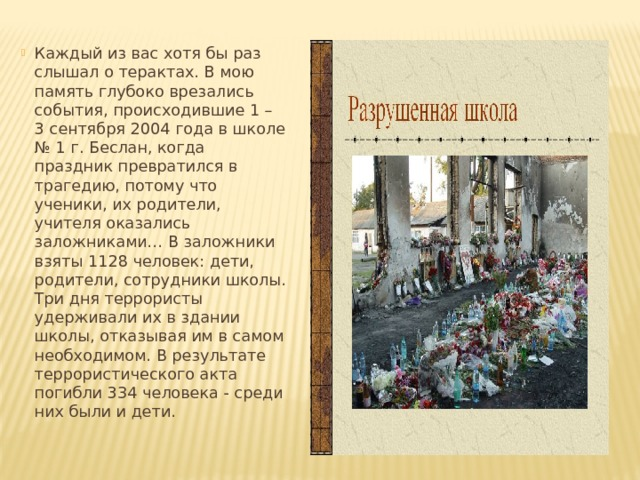 Каждый из вас хотя бы раз
слышал о терактах. В мою
память глубоко врезались
события, происходившие 1 –
3 сентября 2004 года в школе
№ 1 г. Беслан, когда
праздник превратился в
трагедию, потому что
ученики, их родители,
учителя оказались
заложниками… В заложники
взяты 1128 человек: дети,
родители, сотрудники школы.
Три дня террористы
удерживали их в здании
школы, отказывая им в самом
необходимом. В результате
террористического акта
погибли 334 человека - среди
них были и дети.
Разрушенная школа